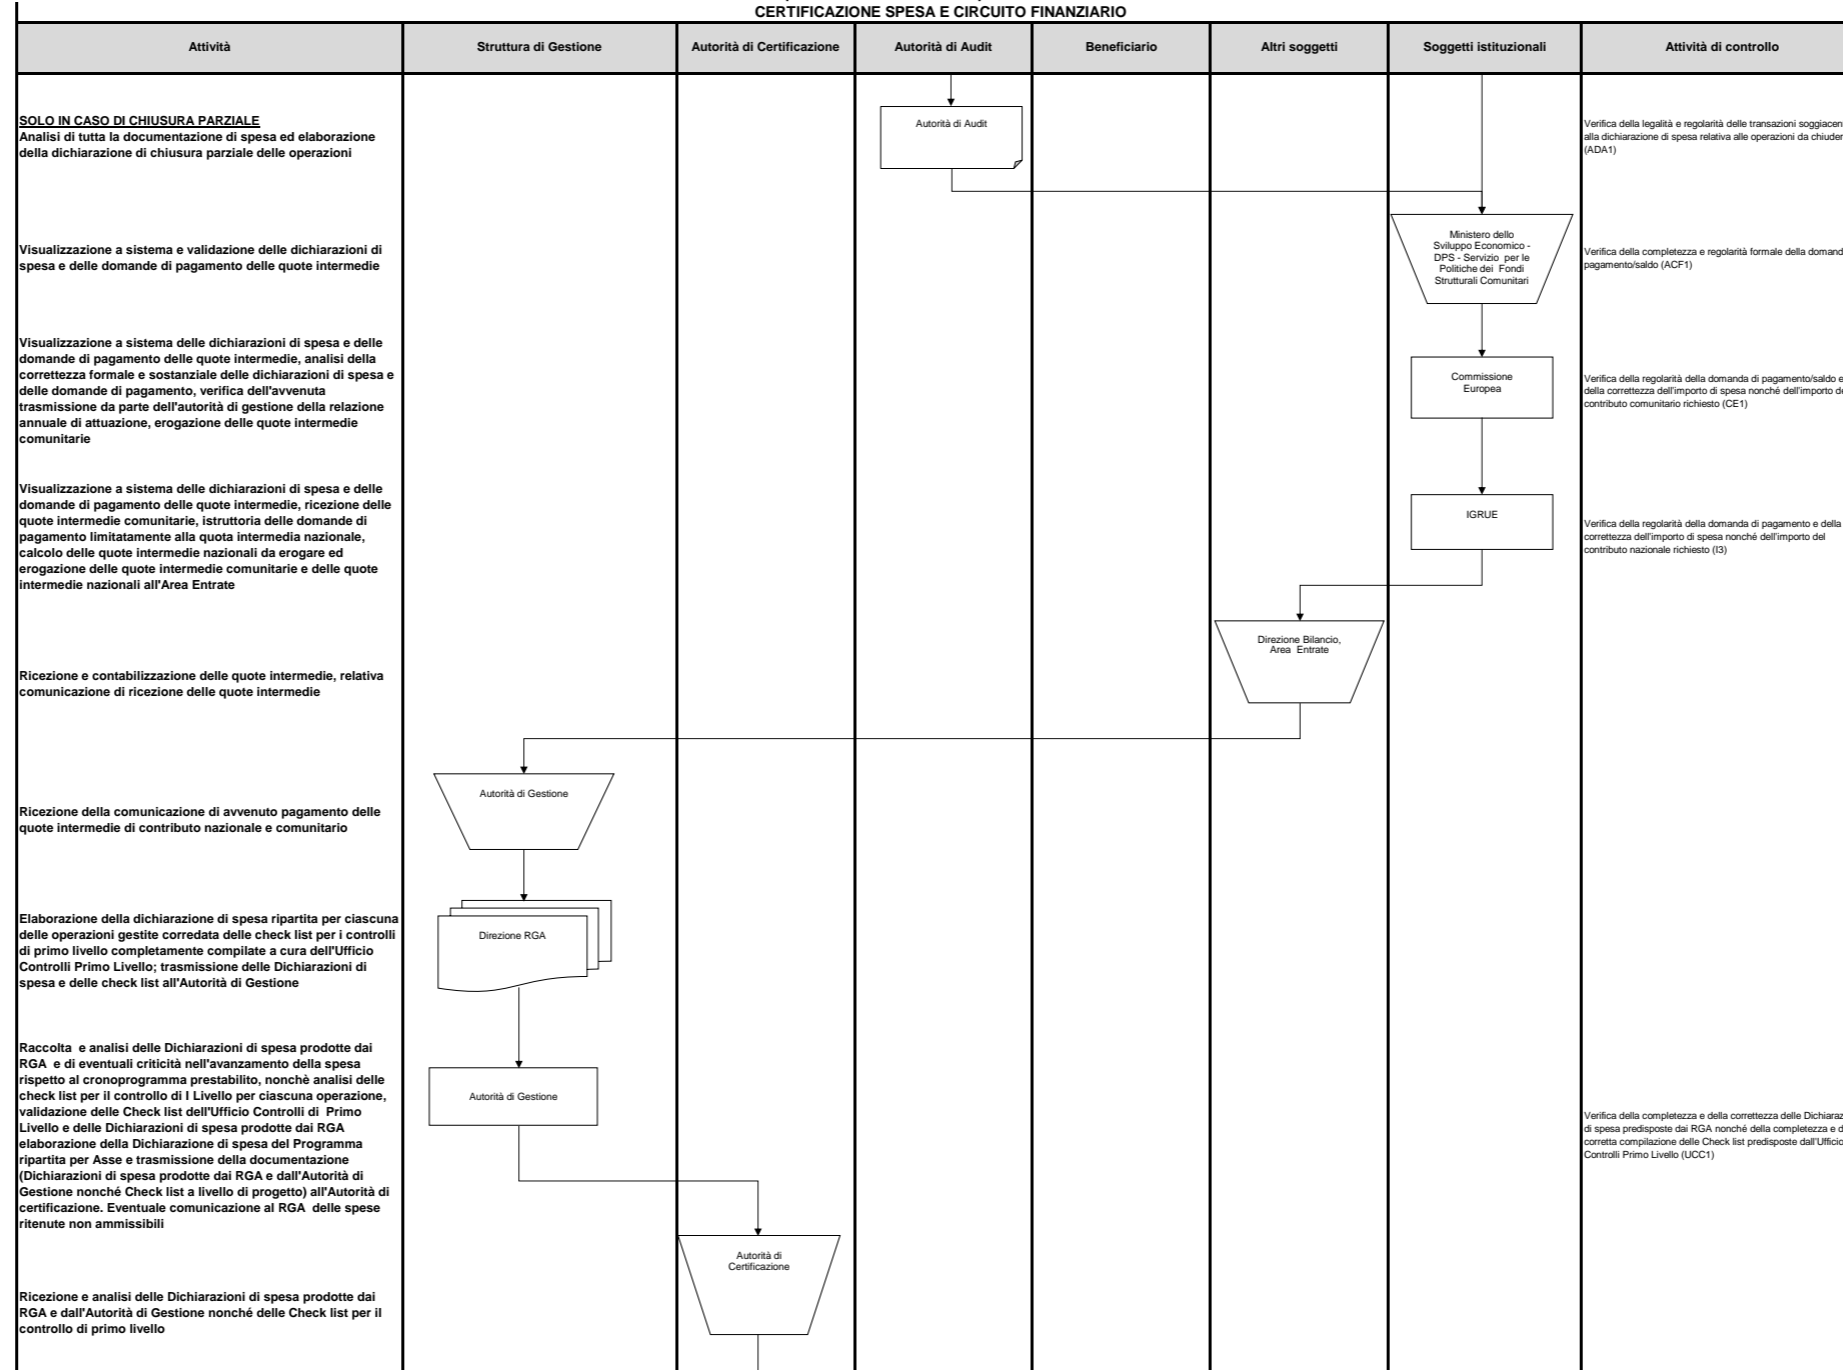 CERTIFICAZIONE SPESA E CIRCUITO FINANZIARIO
Attività
Struttura di Gestione
Autorità di Certificazione
Autorità di Audit
Beneficiario
Altri soggetti
Soggetti istituzionali
Attività di controllo
SOLO IN CASO DI CHIUSURA PARZIALE
Analisi di tutta la documentazione di spesa ed elaborazione
della dichiarazione di chiusura parziale delle operazioni
Autorità di Audit
Verifica della legalità e regolarità delle transazioni soggiacen
alla dichiarazione di spesa relativa alle operazioni da chiuder
(ADA1)
Visualizzazione a sistema e validazione delle dichiarazioni di
spesa e delle domande di pagamento delle quote intermedie
Ministero dello
Sviluppo Economico -
DPS - Servizio per le
Politiche dei Fondi
Strutturali Comunitari
Verifica della completezza e regolarità formale della domand
pagamento/saldo (ACF1)
Visualizzazione a sistema delle dichiarazioni di spesa e delle
domande di pagamento delle quote intermedie, analisi della
correttezza formale e sostanziale delle dichiarazioni di spesa e
delle domande di pagamento, verifica dell'avvenuta
trasmissione da parte dell'autorità di gestione della relazione
annuale di attuazione, erogazione delle quote intermedie
comunitarie
Commissione
Europea
Verifica della regolarità della domanda di pagamento/saldo e
della correttezza dell'importo di spesa nonché dell'importo de
contributo comunitario richiesto (CE1)
Visualizzazione a sistema delle dichiarazioni di spesa e delle
domande di pagamento delle quote intermedie, ricezione delle
quote intermedie comunitarie, istruttoria delle domande di
pagamento limitatamente alla quota intermedia nazionale,
calcolo delle quote intermedie nazionali da erogare ed
erogazione delle quote intermedie comunitarie e delle quote
intermedie nazionali all'Area Entrate
IGRUE
Verifica della regolarità della domanda di pagamento e della
correttezza dell'importo di spesa nonché dell'importo del
contributo nazionale richiesto (I3)
Ricezione e contabilizzazione delle quote intermedie, relativa
comunicazione di ricezione delle quote intermedie
Direzione Bilancio,
Area Entrate
Ricezione della comunicazione di avvenuto pagamento delle
quote intermedie di contributo nazionale e comunitario
Autorità di Gestione
Elaborazione della dichiarazione di spesa ripartita per ciascuna
delle operazioni gestite corredata delle check list per i controlli
di primo livello completamente compilate a cura dell'Ufficio
Controlli Primo Livello; trasmissione delle Dichiarazioni di
spesa e delle check list all'Autorità di Gestione
Direzione RGA
Raccolta e analisi delle Dichiarazioni di spesa prodotte dai
RGA e di eventuali criticità nell'avanzamento della spesa
rispetto al cronoprogramma prestabilito, nonchè analisi delle
check list per il controllo di I Livello per ciascuna operazione,
validazione delle Check list dell'Ufficio Controlli di Primo
Livello e delle Dichiarazioni di spesa prodotte dai RGA
elaborazione della Dichiarazione di spesa del Programma
ripartita per Asse e trasmissione della documentazione
(Dichiarazioni di spesa prodotte dai RGA e dall'Autorità di
Gestione nonché Check list a livello di progetto) all'Autorità di
certificazione. Eventuale comunicazione al RGA delle spese
ritenute non ammissibili
Autorità di Gestione
Verifica della completezza e della correttezza delle Dichiaraz
di spesa predisposte dai RGA nonché della completezza e d
corretta compilazione delle Check list predisposte dall'Ufficio
Controlli Primo Livello (UCC1)
Ricezione e analisi delle Dichiarazioni di spesa prodotte dai
RGA e dall'Autorità di Gestione nonché delle Check list per il
controllo di primo livello
Autorità di
Certificazione